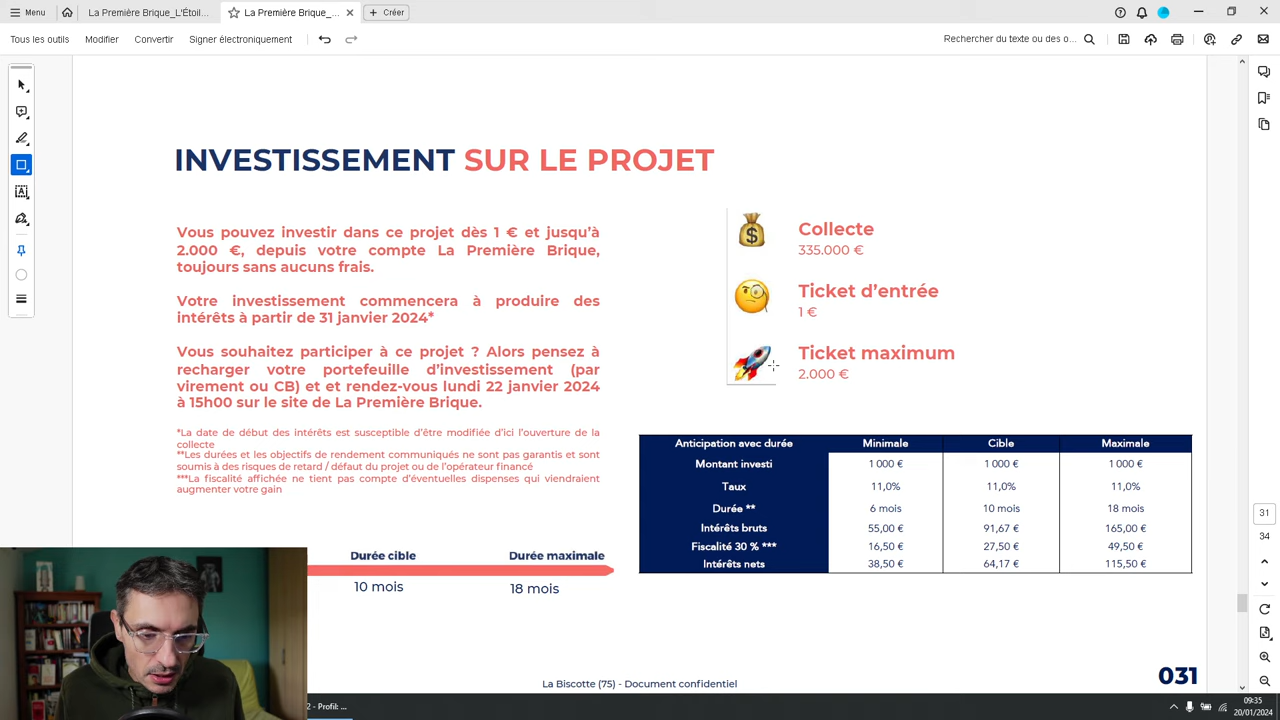 Menu
La Première Brique_L'Étoil...
La Première Brique_...
Créer
Tous les outils
Modifier
Convertir
Signer électroniquement
Rechercher du texte ou des o...
INVESTISSEMENT SUR LE PROJET
Vous pouvez investir dans ce projet dès 1 € et jusqu'à
2.000 €, depuis votre compte La Première Brique,
toujours sans aucuns frais.
Votre investissement commencera à produire des
intérêts à partir de 31 janvier 2024*
Vous souhaitez participer à ce projet ? Alors pensez à
recharger votre portefeuille d'investissement (par
virement ou CB) et et rendez-vous lundi 22 janvier 2024
à 15h00 sur le site de La Première Brique.
*La date de début des intérêts est susceptible d'être modifiée d'ici l'ouverture de la
collecte
**Les durées et les objectifs de rendement communiqués ne sont pas garantis et sont
soumis à des risques de retard / défaut du projet ou de l'opérateur financé
***La fiscalité affichée ne tient pas compte d'éventuelles dispenses qui viendraient
augmenter votre gain
Collecte
335.000 €
Ticket d'entrée
1 €
Ticket maximum
2.000 €
Anticipation avec durée Minimale Cible Maximale
Montant investi 1 000 € 1 000 € 1 000 €
Taux 11,0% 11,0% 11,0%
Durée ** 6 mois 10 mois 18 mois
Intérêts bruts 55,00 € 91,67 € 165,00 €
Fiscalité 30 % *** 16,50 € 27,50 € 49,50 €
Intérêts nets 38,50 € 64,17 € 115,50 €
Durée cible Durée maximale
10 mois 18 mois
31
34
La Biscotte (75) - Document confidentiel
031
2 - Profil: ...
09:35
20/01/2024